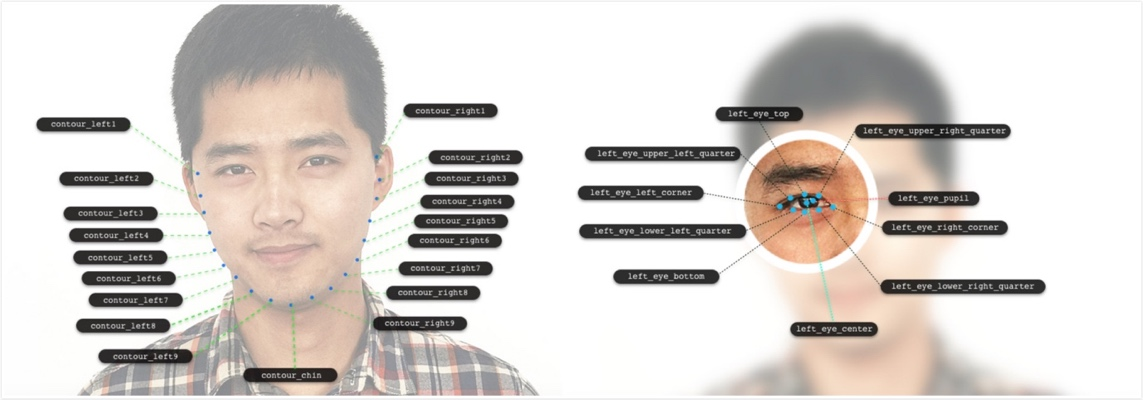 contour_left1
contour_left2
contour_left3
contour_left4
contour_left5
contour_left6
contour_left7
contour_left8
contour_left9
contour_chin
contour_right1
contour_right2
contour_right3
contour_right4
contour_right5
contour_right6
contour_right7
contour_right8
contour_right9
left_eye_top
left_eye_upper_left_quarter
left_eye_left_corner
left_eye_lower_left_quarter
left_eye_bottom
left_eye_upper_right_quarter
left_eye_pupil
left_eye_right_corner
left_eye_lower_right_quarter
left_eye_center